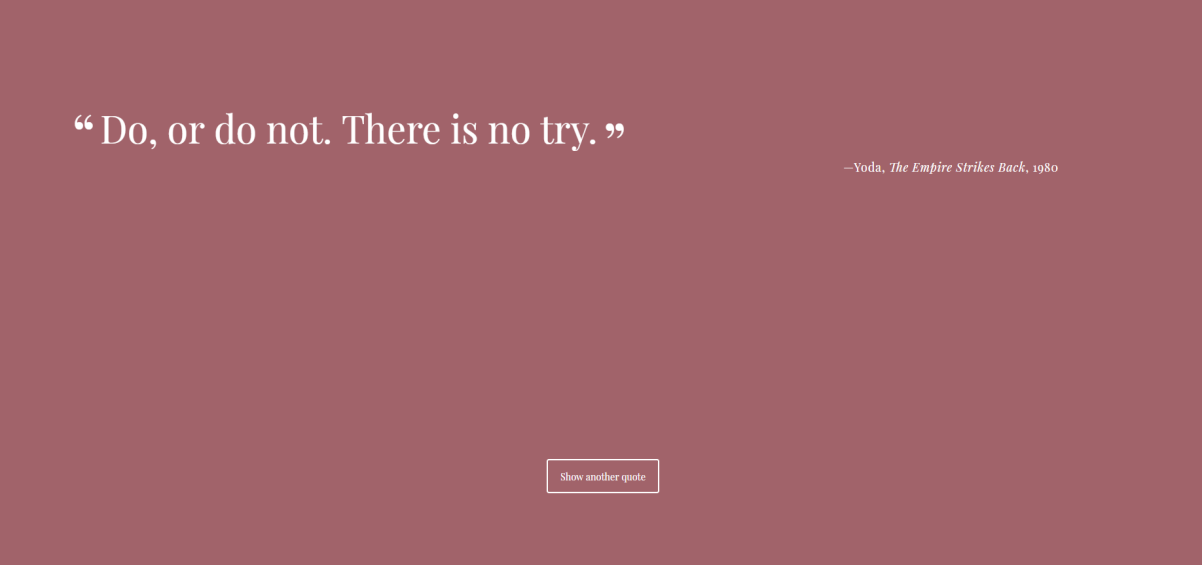 “Do, or do not. There is no try.”
—Yoda, The Empire Strikes Back, 1980
Show another quote